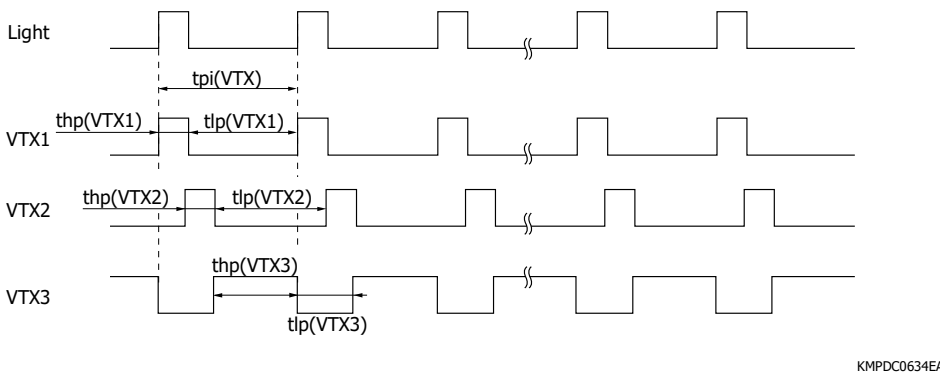 Light
tpi(VTX)
thp(VTX1) tlp(VTX1)
VTX1
thp(VTX2) tlp(VTX2)
VTX2
thp(VTX3)
VTX3
tlp(VTX3)
KMPDC0634EA